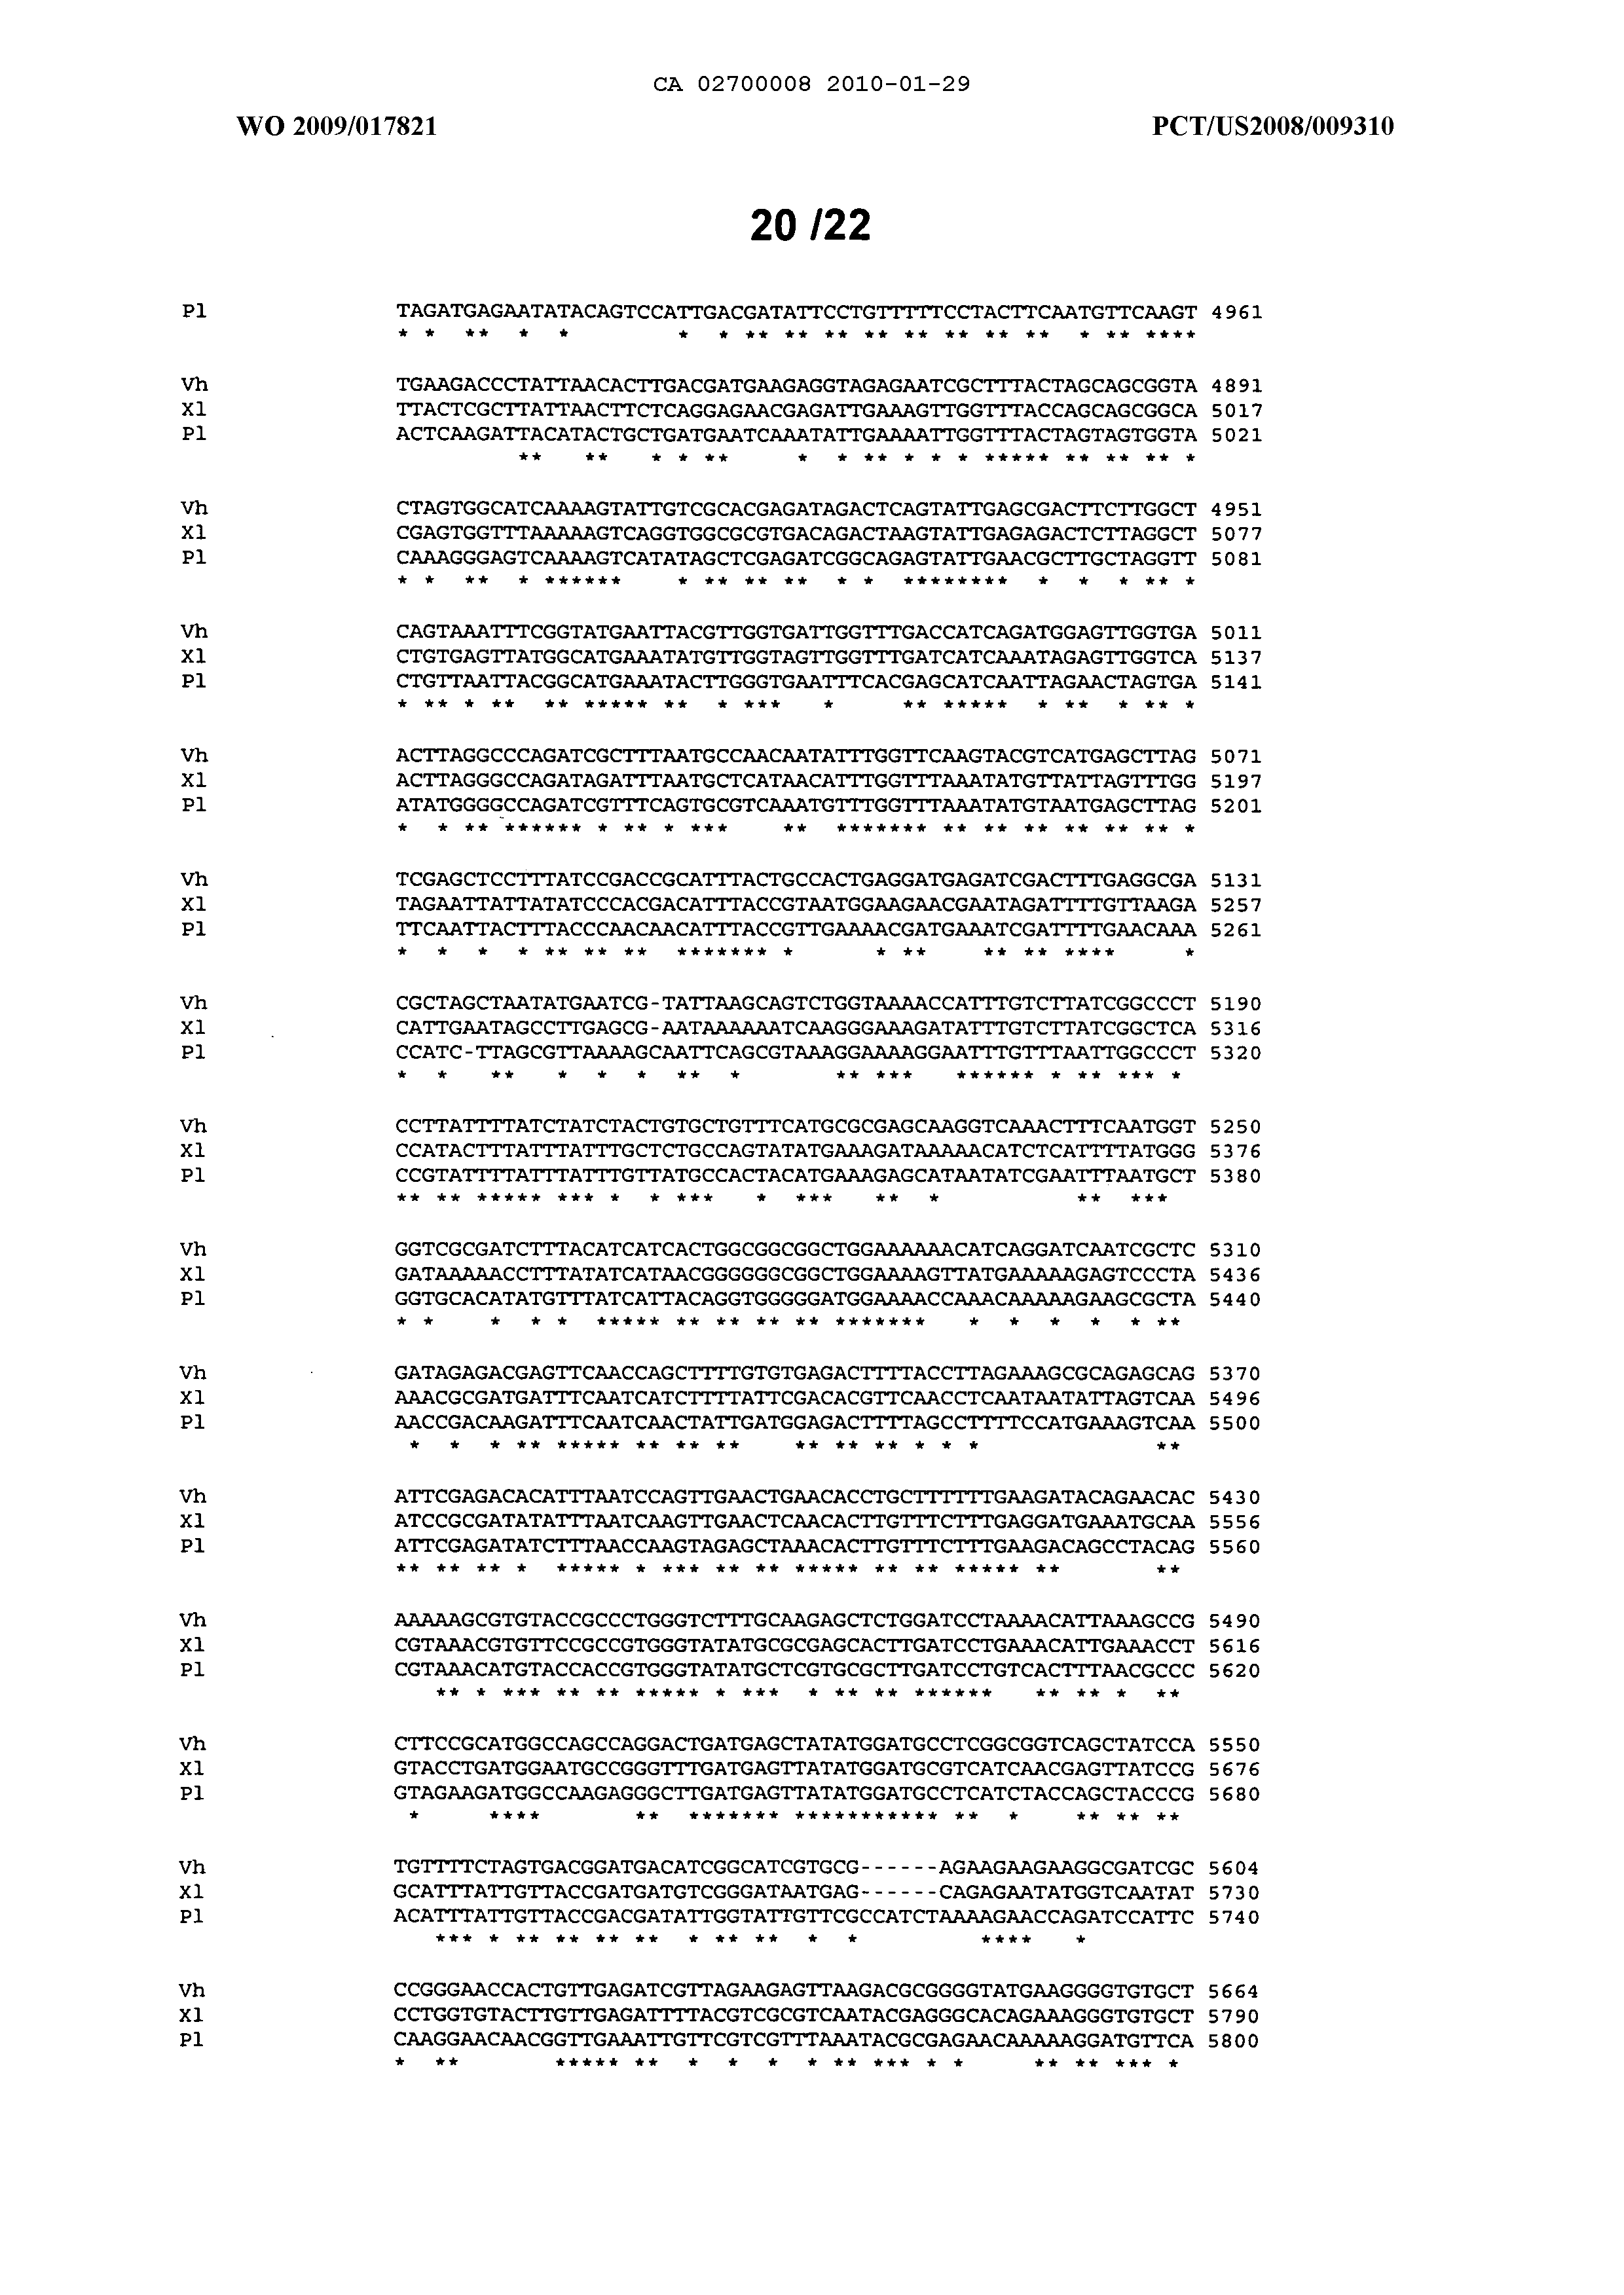 CA 02700008 2010-01-29
WO 2009/017821 PCT/US2008/009310
20 /22
Pl TAGATGAGAATATACAGTCCATTGACGATATTCCTGTTTTTCCTACTTCAATGTTCAAGT 4961
* * ** * * * * ** ** ** ** ** ** ** ** * ** ****
Vh TGAAGACCCTATTAACACTTGACGATGAAGAGGTAGAGAATCGCTTTACTAGCAGCGGTA 4891
Xl TTACTCGCTTATTAACTTCTCAGGAGAACGAGATTGAAAGTTGGTTTACCAGCAGCGGCA 5017
Pl ACTCAAGATTACATACTGCTGATGAATCAAATATTGAAAATTGGTTTACTAGTAGTGGTA 5021
** ** * * ** * * ** * * * ***** ** ** ** *
Vh CTAGTGGCATCAAAAGTATTGTCGCACGAGATAGACTCAGTATTGAGCGACTTCTTGGCT 4951
Xl CGAGTGGTTTAAAAAGTCAGGTGGCGCGTGACAGACTAAGTATTGAGAGACTCTTAGGCT 5077
Pl CAAAGGGAGTCAAAAGTCATATAGCTCGAGATCGGCAGAGTATTGAACGCTTGCTAGGTT 5081
* * ** * ****** * ** ** ** * * ******** * * * ** *
Vh CAGTAAATTTCGGTATGAATTACGTTGGTGATTGGTTTGACCATCAGATGGAGTTGGTGA 5011
Xl CTGTGAGTTATGGCATGAAATATGTTGGTAGTTGGTTTGATCATCAAATAGAGTTGGTCA 5137
Pl CTGTTAATTACGGCATGAAATACTTGGGTGAATTTCACGAGCATCAATTAGAACTAGTGA 5141
* ** * ** ** ***** ** * *** * ** ***** * ** * ** *
Vh ACTTAGGCCCAGATCGCTTTAATGCCAACAATATTTGGTTCAAGTACGTCATGAGCTTAG 5071
Xl ACTTAGGGCCAGATAGATTTAATGCTCATAACATTTGGTTTAAATATGTTATTAGTTTGG 5197
Pl ATATGGGGCCAGATCGTTTCAGTGCGTCAAATGTTTGGTTTAAATATGTAATGAGCTTAG 5201
* * ** ****** * ** * *** ** ******* ** ** ** ** ** ** *
Vh TCGAGCTCCTTTATCCGACCGCATTTACTGCCACTGAGGATGAGATCGACTTTGAGGCGA 5131
Xl TAGAATTATTATATCCCACGACATTTACCGTAATGGAAGAACGAATAGATTTTGTTAAGA 5257
Pl TTCAATTACTTTACCCAACAACATTTACCGTTGAAAACGATGAAATCGATTTTGAACAAA 5261
* * * * ** ** ** ******* * * ** ** ** **** *
Vh CGCTAGCTAATATGAATCG-TATTAAGCAGTCTGGTAAAACCATTTGTCTTATCGGCCCT 5190
Xl CATTGAATAGCCTTGAGCG-AATAAAAAATCAAGGGAAAGATATTTGTCTTATCGGCTCA 5316
Pl CCATC-TTAGCGTTAAAAGCAATTCAGCGTAAAGGAAAAGGAATTTGTTTAATTGGCCCT 5320
* * ** * * * ** * ** *** ****** * ** *** *
Vh CCTTATTTTATCTATCTACTGTGCTGTTTCATGCGCGAGCAAGGTCAAACTTTCAATGGT 5250
Xl CCATACTTTATTTATTTGCTCTGCCAGTATATGAAAGATAAAAACATCTCATTTTATGGG 5376
Pl CCGTATTTTATTTATTTGTTATGCCACTACATGAAAGAGCATAATATCGAATTTAATGCT 5380
** ** ***** *** * * *** * *** ** * ** ***
Vh GGTCGCGATCTTTACATCATCACTGGCGGCGGCTGGAAAAAACATCAGGATCAATCGCTC 5310
Xl GATAAAAACCTTTATATCATAACGGGGGGCGGCTGGAAAAGTTATGAAAAAGAGTCCCTA 5436
Pl GGTGCACATATGTTTATCATTACAGGTGGGGGATGGAAAACCAAACAAAAAGAAGCGCTA 5440
* * * * * ***** ** ** ** ** ******* * * * * * **
Vh GATAGAGACGAGTTCAACCAGCTTTTGTGTGAGACTTTTACCTTAGAAAGCGCAGAGCAG 5370
Xl AAACGCGATGATTTCAATCATCTTTTATTCGACACGTTCAACCTCAATAATATTAGTCAA 5496
Pl AACCGACAAGATTTCAATCAACTATTGATGGAGACTTTTAGCCTTTTCCATGAAAGTCAA 5500
* * * ** ***** ** ** ** ** ** ** * * * **
Vh ATTCGAGACACATTTAATCCAGTTGAACTGAACACCTGCTTTTTTGAAGATACAGAACAC 5430
Xl ATCCGCGATATATTTAATCAAGTTGAACTCAACACTTGTTTCTTTGAGGATGAAATGCAA 5556
Pl ATTCGAGATATCTTTAACCAAGTAGAGCTAAACACTTGTTTCTTTGAAGACAGCCTACAG 5560
** ** ** * ***** * *** ** ** ***** ** ** ***** ** **
Vh AAAAAGCGTGTACCGCCCTGGGTCTTTGCAAGAGCTCTGGATCCTAAAACATTAAAGCCG 5490
Xl CGTAAACGTGTTCCGCCGTGGGTATATGCGCGAGCACTTGATCCTGAAACATTGAAACCT 5616
Pl CGTAAACATGTACCACCGTGGGTATATGCTCGTGCGCTTGATCCTGTCACTTTAACGCCC 5620
** * *** ** ** ***** * *** * ** ** ****** ** ** * **
Vh CTTCCGCATGGCCAGCCAGGACTGATGAGCTATATGGATGCCTCGGCGGTCAGCTATCCA 5550
Xl GTACCTGATGGAATGCCGGGTTTGATGAGTTATATGGATGCGTCATCAACGAGTTATCCG 5676
Pl GTAGAAGATGGCCAAGAGGGCTTGATGAGTTATATGGATGCCTCATCTACCAGCTACCCG 5680
* **** ** ******* *********** ** * ** ** **
Vh TGTTTTCTAGTGACGGATGACATCGGCATCGTGCG------AGAAGAAGAAGGCGATCGC 5604
Xl GCATTTATTGTTACCGATGATGTCGGGATAATGAG------CAGAGAATATGGTCAATAT 5730
Pl ACATTTATTGTTACCGACGATATTGGTATTGTTCGCCATCTAAAAGAACCAGATCCATTC 5740
*** * ** ** ** ** * ** ** * * **** *
Vh CCGGGAACCACTGTTGAGATCGTTAGAAGAGTTAAGACGCGGGGTATGAAGGGGTGTGCT 5664
Xl CCTGGTGTACTTGTTGAGATTTTACGTCGCGTCAATACGAGGGCACAGAAAGGGTGTGCT 5790
Pl CAAGGAACAACGGTTGAAATTGTTCGTCGTTTAAATACGCGAGAACAAAAAGGATGTTCA 5800
* ** ***** ** * * * * ** *** * * ** ** *** *